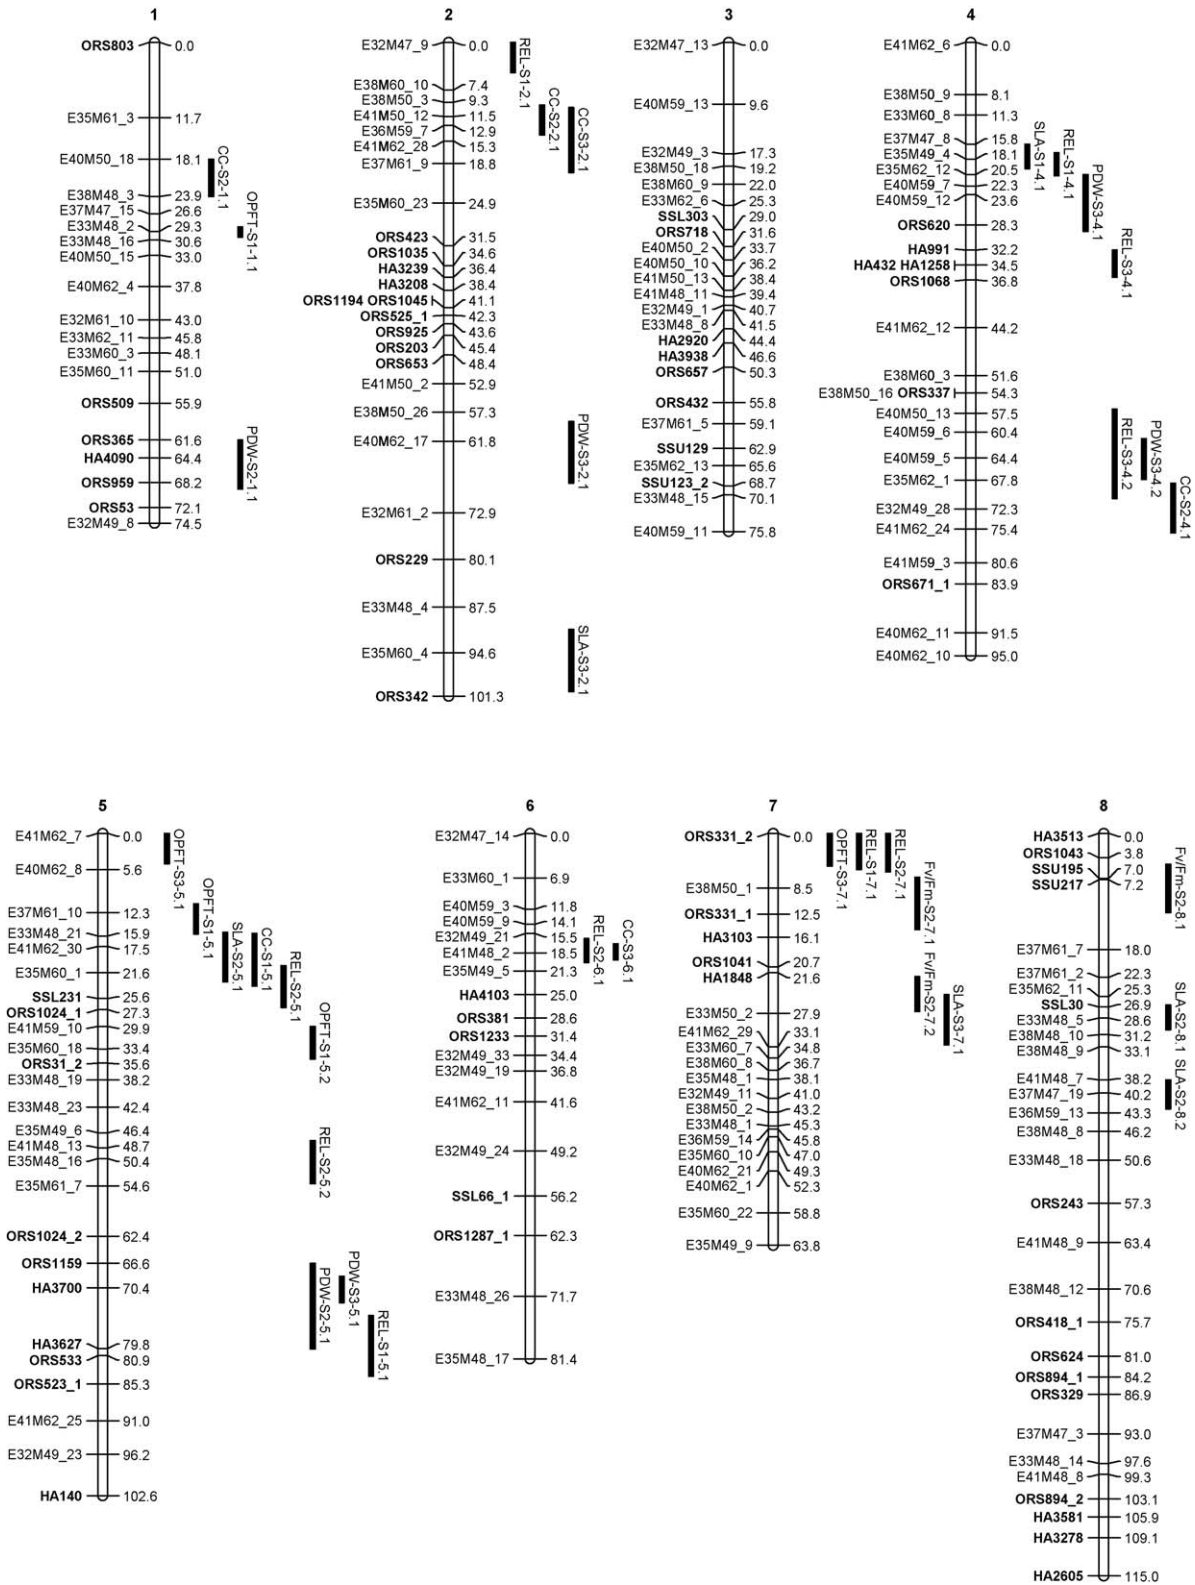 1
ORS803 0.0
E35M61_3 11.7
E40M50_18 18.1
E38M48_3 23.9
E37M47_15 26.6
E33M48_2 29.3
E33M48_16 30.6
E40M50_15 33.0
E40M62_4 37.8
E32M61_10 43.0
E33M62_11 45.8
E33M60_3 48.1
E35M60_11 51.0
ORS509 55.9
ORS365 61.6
HA4090 64.4
ORS959 68.2
ORS53 72.1
E32M49_8 74.5
CC-S2-1.1
OPFT-S1-1.1
PDW-S2-1.1
2
E32M47_9 0.0
E38M60_10 7.4
E38M50_3 9.3
E41M50_12 11.5
E36M59_7 12.9
E41M62_28 15.3
E37M61_9 18.8
E35M60_23 24.9
ORS423 31.5
ORS1035 34.6
HA3239 36.4
HA3208 38.4
ORS1194 ORS1045 41.1
ORS525_1 42.3
ORS925 43.6
ORS203 45.4
ORS653 48.4
E41M50_2 52.9
E38M50_26 57.3
E40M62_17 61.8
E32M61_2 72.9
ORS229 80.1
E33M48_4 87.5
E35M60_4 94.6
ORS342 101.3
REL-S1-2.1
CC-S2-2.1
CC-S3-2.1
PDW-S3-2.1
SLA-S3-2.1
3
E32M47_13 0.0
E40M59_13 9.6
E32M49_3 17.3
E38M50_18 19.2
E38M60_9 22.0
E33M62_6 25.3
SSL303 29.0
ORS718 31.6
E40M50_2 33.7
E40M50_10 36.2
E41M50_13 38.4
E41M48_11 39.4
E32M49_1 40.7
E33M48_8 41.5
HA2920 44.4
HA3938 46.6
ORS657 50.3
ORS432 55.8
E37M61_5 59.1
SSU129 62.9
E35M62_13 65.6
SSU123_2 68.7
E33M48_15 70.1
E40M59_11 75.8
4
E41M62_6 0.0
E38M50_9 8.1
E33M60_8 11.3
E37M47_8 15.8
E35M49_4 18.1
E35M62_12 20.5
E40M59_7 22.3
E40M59_12 23.6
ORS620 28.3
HA991 32.2
HA432 HA1258 34.5
ORS1068 36.8
E41M62_12 44.2
E38M60_3 51.6
E38M50_16 ORS337 54.3
E40M50_13 57.5
E40M59_6 60.4
E40M59_5 64.4
E35M62_1 67.8
E32M49_28 72.3
E41M62_24 75.4
E41M59_3 80.6
ORS671_1 83.9
E40M62_11 91.5
E40M62_10 95.0
SLA-S1-4.1
REL-S1-4.1
PDW-S3-4.1
REL-S3-4.1
REL-S3-4.2
PDW-S3-4.2
CC-S2-4.1
5
E41M62_7 0.0
E40M62_8 5.6
E37M61_10 12.3
E33M48_21 15.9
E41M62_30 17.5
E35M60_1 21.6
SSL231 25.6
ORS1024_1 27.3
E41M59_10 29.9
E35M60_18 33.4
ORS31_2 35.6
E33M48_19 38.2
E33M48_23 42.4
E35M49_6 46.4
E41M48_13 48.7
E35M48_16 50.4
E35M61_7 54.6
ORS1024_2 62.4
ORS1159 66.6
HA3700 70.4
HA3627 79.8
ORS533 80.9
ORS523_1 85.3
E41M62_25 91.0
E32M49_23 96.2
HA140 102.6
OPFT-S3-5.1
OPFT-S1-5.1
SLA-S2-5.1
CC-S1-5.1
REL-S2-5.1
OPFT-S1-5.2
REL-S2-5.2
PDW-S2-5.1
PDW-S3-5.1
REL-S1-5.1
6
E32M47_14 0.0
E33M60_1 6.9
E40M59_3 11.8
E40M59_9 14.1
E32M49_21 15.5
E41M48_2 18.5
E35M49_5 21.3
HA4103 25.0
ORS381 28.6
ORS1233 31.4
E32M49_33 34.4
E32M49_19 36.8
E41M62_11 41.6
E32M49_24 49.2
SSL66_1 56.2
ORS1287_1 62.3
E33M48_26 71.7
E35M48_17 81.4
REL-S2-6.1
CC-S3-6.1
7
ORS331_2 0.0
E38M50_1 8.5
ORS331_1 12.5
HA3103 16.1
ORS1041 20.7
HA1848 21.6
E33M50_2 27.9
E41M62_29 33.1
E33M60_7 34.8
E38M60_8 36.7
E35M48_1 38.1
E32M49_11 41.0
E38M50_2 43.2
E33M48_1 45.3
E36M59_14 45.8
E35M60_10 47.0
E40M62_21 49.3
E40M62_1 52.3
E35M60_22 58.8
E35M49_9 63.8
OPFT-S3-7.1
REL-S1-7.1
REL-S2-7.1
Fv/Fm-S2-7.1
Fv/Fm-S2-7.2
SLA-S3-7.1
8
HA3513 0.0
ORS1043 3.8
SSU195 7.0
SSU217 7.2
E37M61_7 18.0
E37M61_2 22.3
E35M62_11 25.3
SSL30 26.9
E33M48_5 28.6
E38M48_10 31.2
E38M48_9 33.1
E41M48_7 38.2
E37M47_19 40.2
E36M59_13 43.3
E38M48_8 46.2
E33M48_18 50.6
ORS243 57.3
E41M48_9 63.4
E38M48_12 70.6
ORS418_1 75.7
ORS624 81.0
ORS894_1 84.2
ORS329 86.9
E37M47_3 93.0
E33M48_14 97.6
E41M48_8 99.3
ORS894_2 103.1
HA3581 105.9
HA3278 109.1
HA2605 115.0
Fv/Fm-S2-8.1
SLA-S2-8.1
SLA-S2-8.2